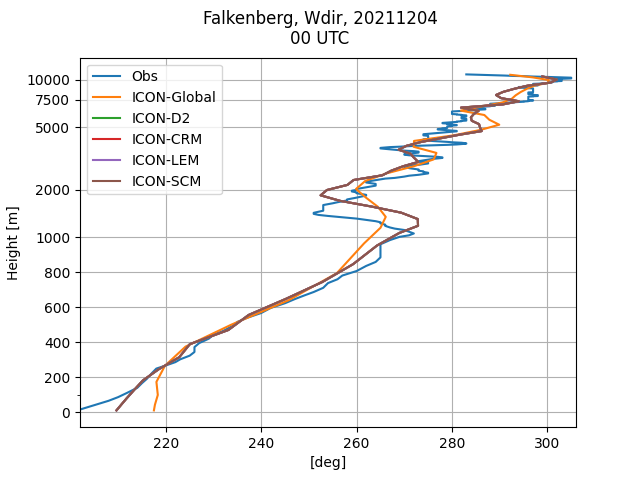 Falkenberg, Wdir, 20211204
00 UTC
Obs
ICON-Global
ICON-D2
ICON-CRM
ICON-LEM
ICON-SCM
10000
7500
5000
2000
1000
800
600
400
200
0
Height [m]
220 240 260 280 300
[deg]